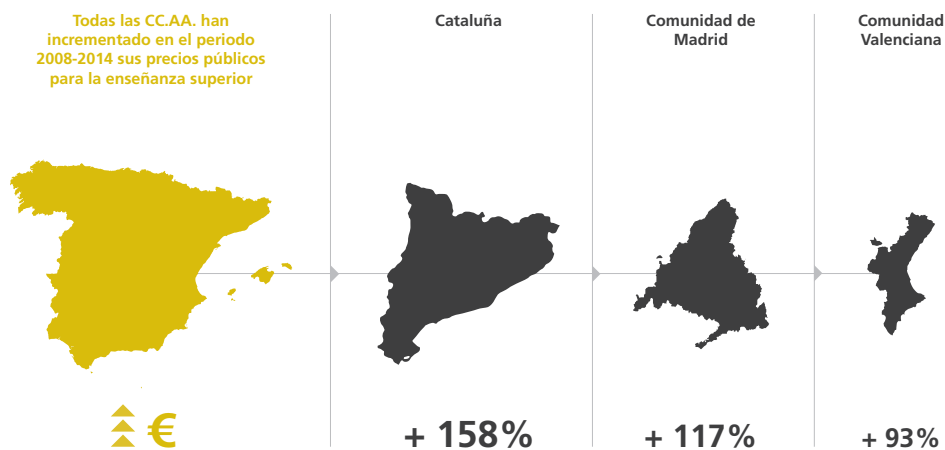 Todas las CC.AA. han
incrementado en el periodo
2008-2014 sus precios públicos
para la enseñanza superior
€
Cataluña
+ 158%
Comunidad de
Madrid
+ 117%
Comunidad
Valenciana
+ 93%